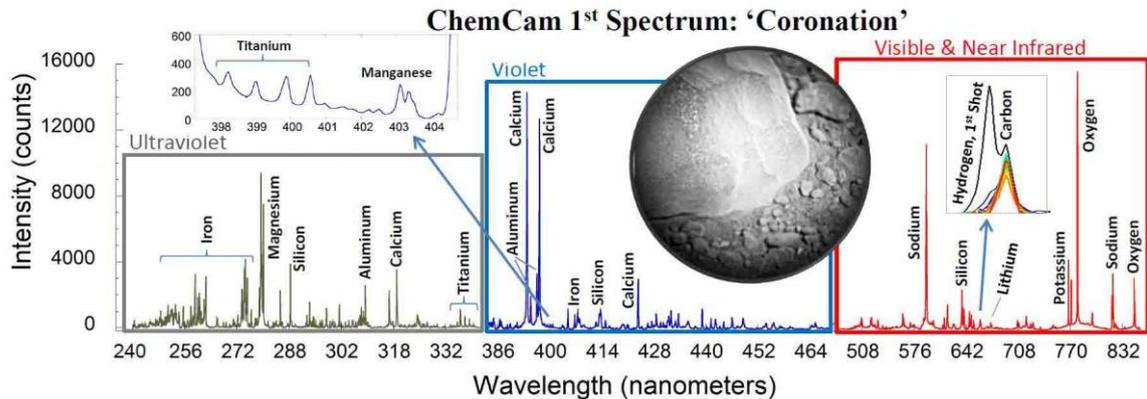 ChemCam 1st Spectrum: 'Coronation'
Intensity (counts)
16000
12000
8000
4000
0
600
400
200
0
Titanium
Manganese
398 399 400 401 402 403 404
Ultraviolet
Iron
Magnesium
Silicon
Aluminum
Calcium
Titanium
Violet
Calcium
Calcium
Aluminum
Iron
Silicon
Calcium
Visible & Near Infrared
Hydrogen, 1st Shot
Carbon
Sodium
Silicon
Lithium
Potassium
Oxygen
Sodium
Oxygen
240 256 272 288 302 318 336 386 400 414 428 440 452 464 508 576 642 708 770 832
Wavelength (nanometers)